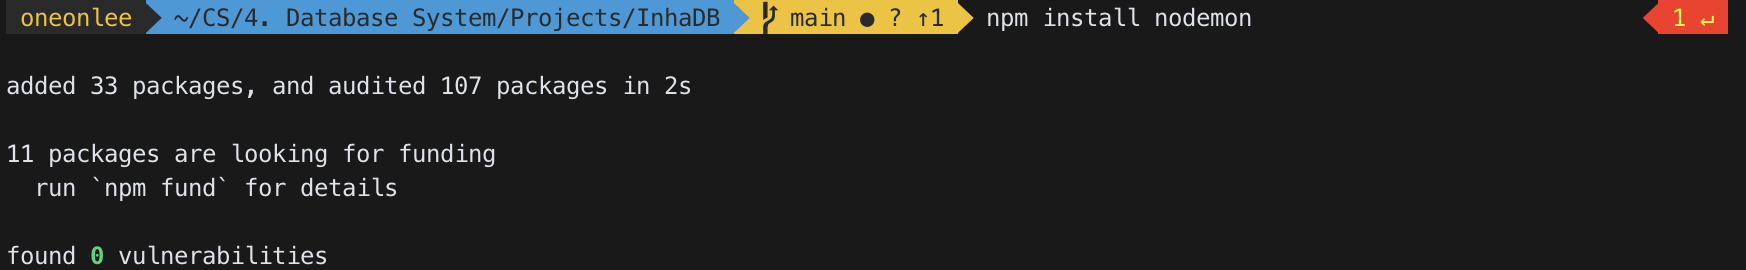 oneonlee ~/CS/4. Database System/Projects/InhaDB main ● ? ↑1 npm install nodemon 1 ↵
added 33 packages, and audited 107 packages in 2s
11 packages are looking for funding
run `npm fund` for details
found 0 vulnerabilities